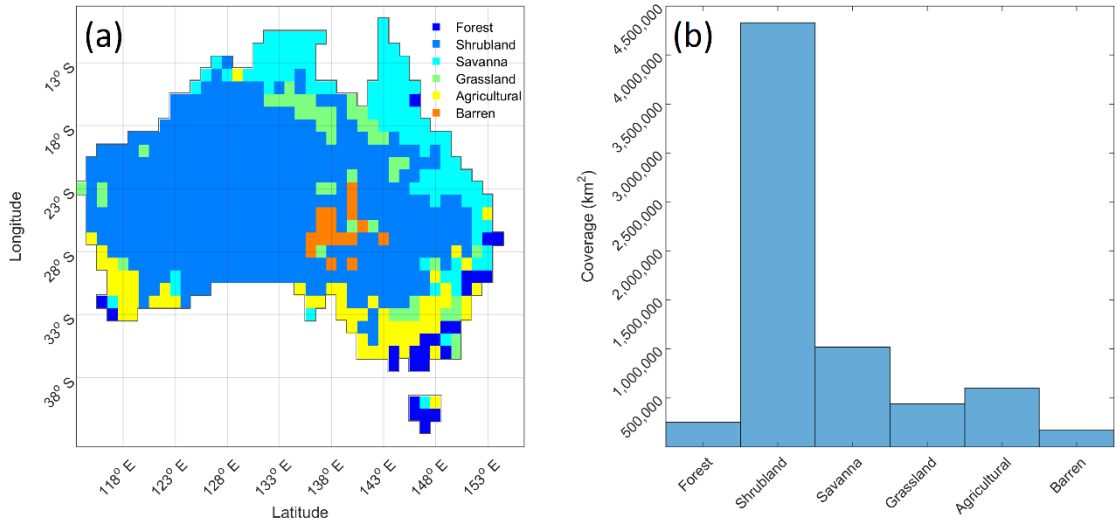 (a)
Forest
Shrubland
Savanna
Grassland
Agricultural
Barren
13° S
18° S
23° S
28° S
33° S
38° S
Longitude
118° E
123° E
128° E
133° E
138° E
143° E
148° E
153° E
Latitude
(b)
4,500,000
4,000,000
3,500,000
3,000,000
2,500,000
2,000,000
1,500,000
1,000,000
500,000
Coverage (km²)
Forest
Shrubland
Savanna
Grassland
Agricultural
Barren